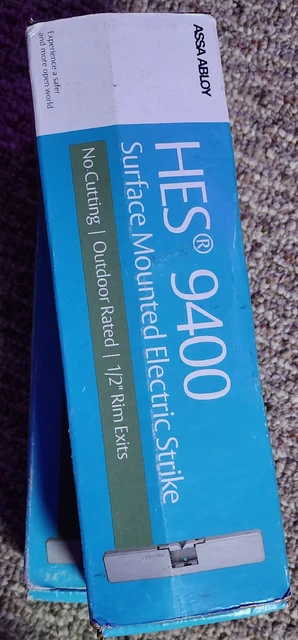 ASSA ABLOY
Experience a safer
and more open world
HES® 9400
Surface Mounted Electric Strike
No Cutting | Outdoor Rated | 1/2" Rim Exits